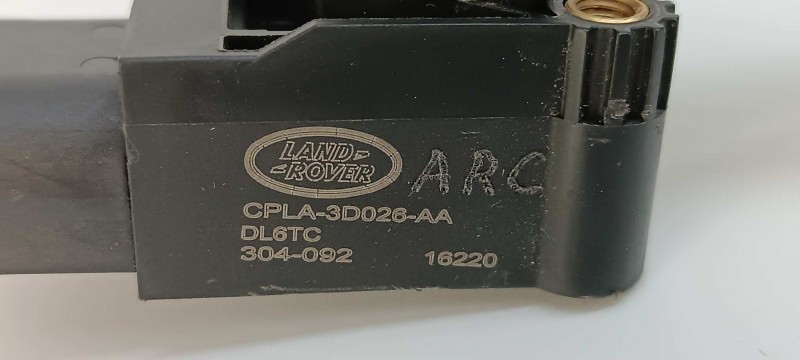 LAND-
-ROVER
ARC
CPLA-3D026-AA
DL6TC
304-092 16220